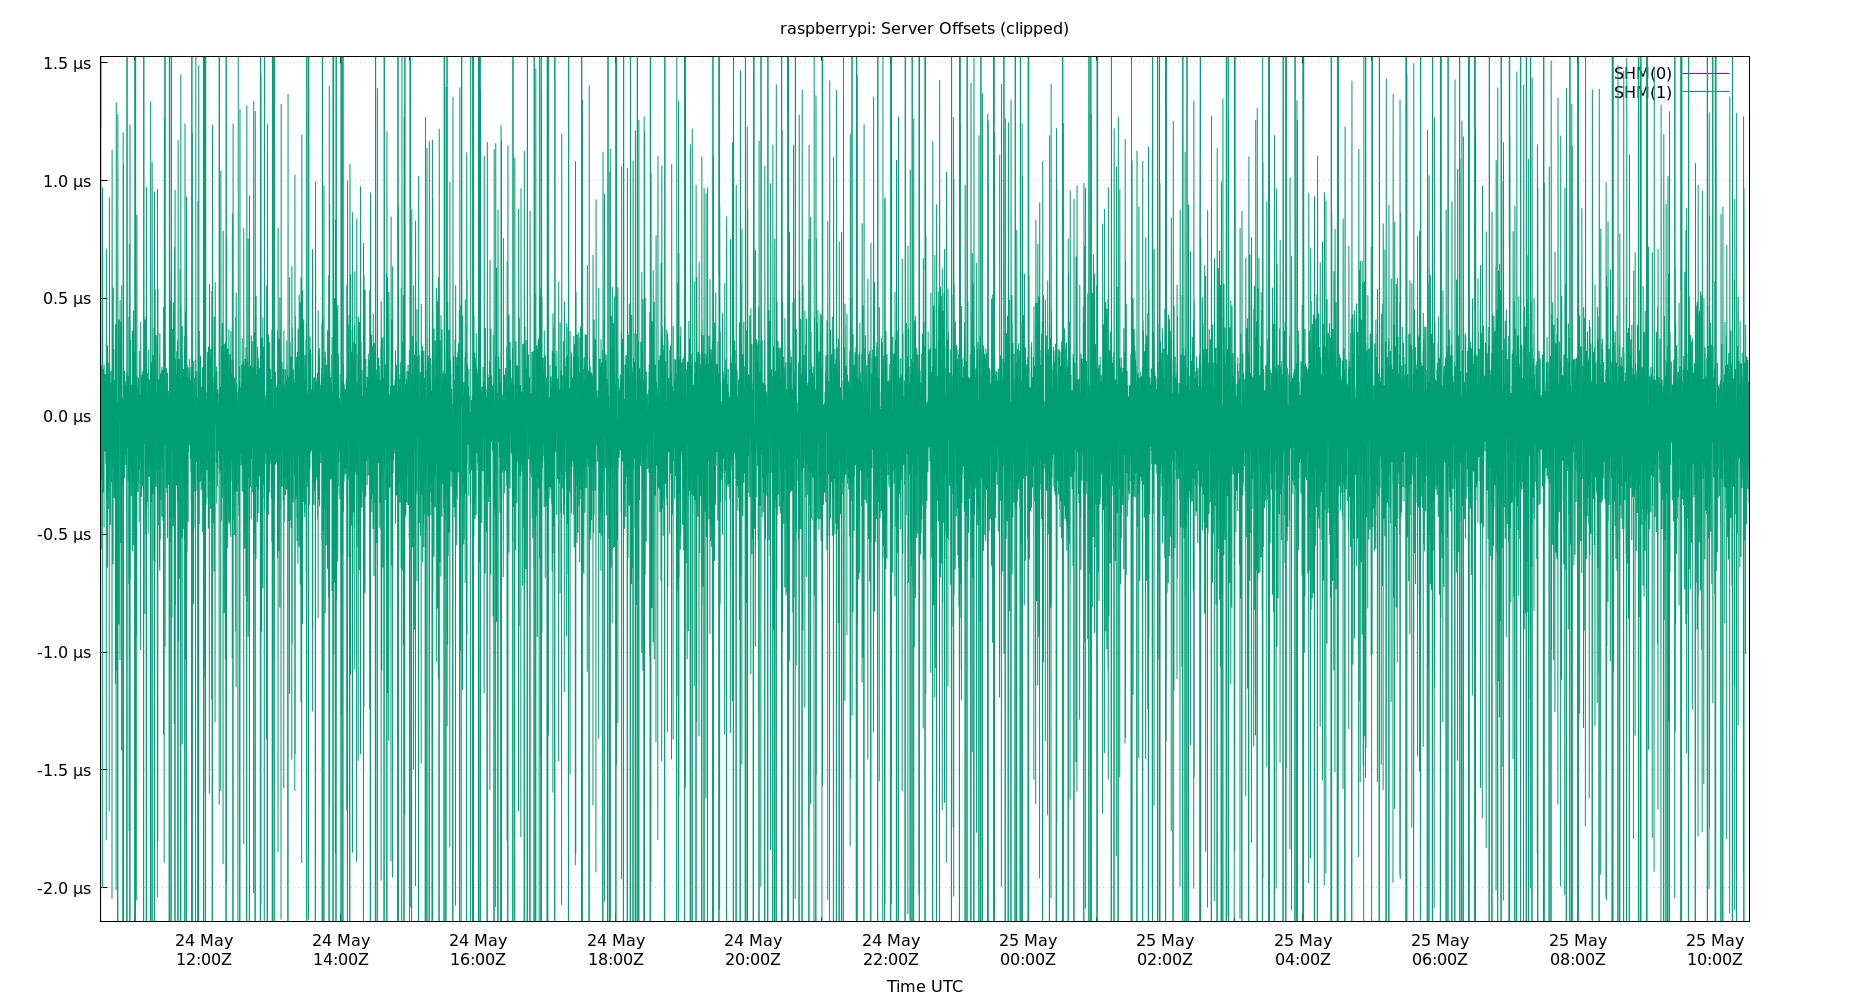 raspberrypi: Server Offsets (clipped)
1.5 µs
SHM(0)
SHM(1)
1.0 µs
0.5 µs
0.0 µs
-0.5 µs
-1.0 µs
-1.5 µs
-2.0 µs
24 May 24 May 24 May 24 May 24 May 24 May 25 May 25 May 25 May 25 May 25 May 25 May
12:00Z 14:00Z 16:00Z 18:00Z 20:00Z 22:00Z 00:00Z 02:00Z 04:00Z 06:00Z 08:00Z 10:00Z
Time UTC